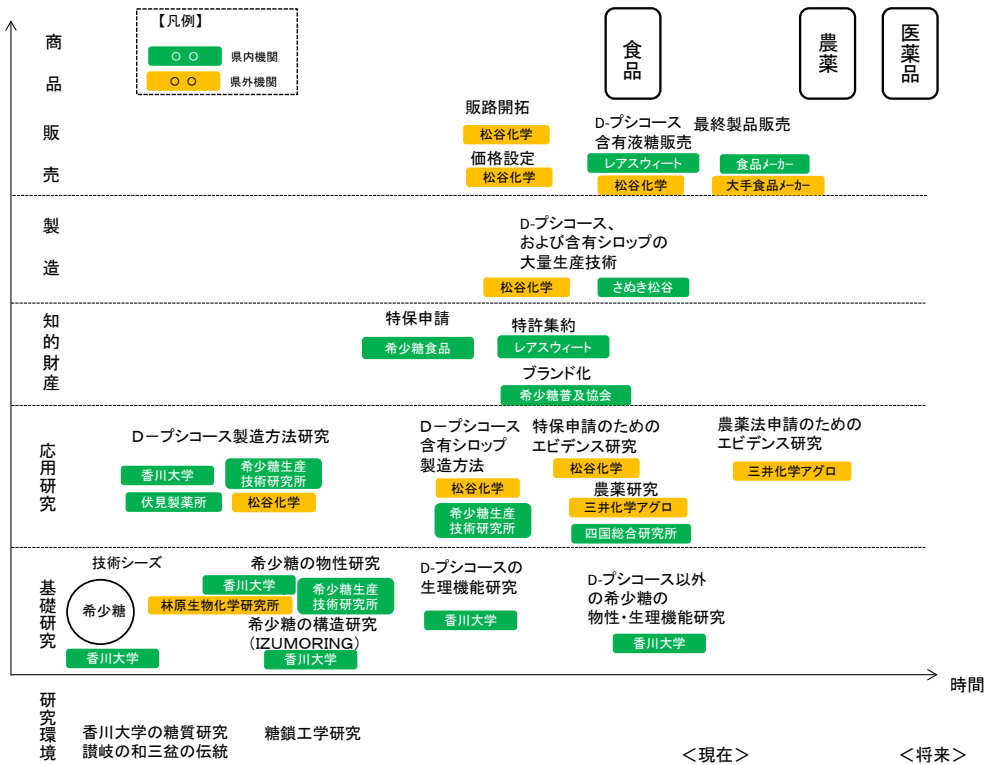 【凡例】
○ ○
県内機関
○ ○
県外機関
商品
食品
農薬
医薬品
販売
販路開拓
松谷化学
価格設定
松谷化学
D-プシコース
含有液糖販売
レアスウィート
松谷化学
最終製品販売
食品メーカー
大手食品メーカー
製造
D-プシコース、
および含有シロップの
大量生産技術
松谷化学
さぬき松谷
知的財産
特保申請
希少糖食品
特許集約
レアスウィート
ブランド化
希少糖普及協会
応用研究
D－プシコース製造方法研究
香川大学
希少糖生産
技術研究所
伏見製薬所
松谷化学
D－プシコース
含有シロップ
製造方法
松谷化学
希少糖生産
技術研究所
特保申請のための
エビデンス研究
松谷化学
農薬研究
三井化学アグロ
四国総合研究所
農薬法申請のための
エビデンス研究
三井化学アグロ
基礎研究
技術シーズ
希少糖
香川大学
希少糖の物性研究
香川大学
林原生物化学研究所
希少糖生産
技術研究所
希少糖の構造研究
(IZUMORING)
香川大学
D-プシコースの
生理機能研究
香川大学
D-プシコース以外
の希少糖の
物性・生理機能研究
香川大学
時間
研究環境
香川大学の糖質研究
讃岐の和三盆の伝統
糖鎖工学研究
＜現在＞
＜将来＞